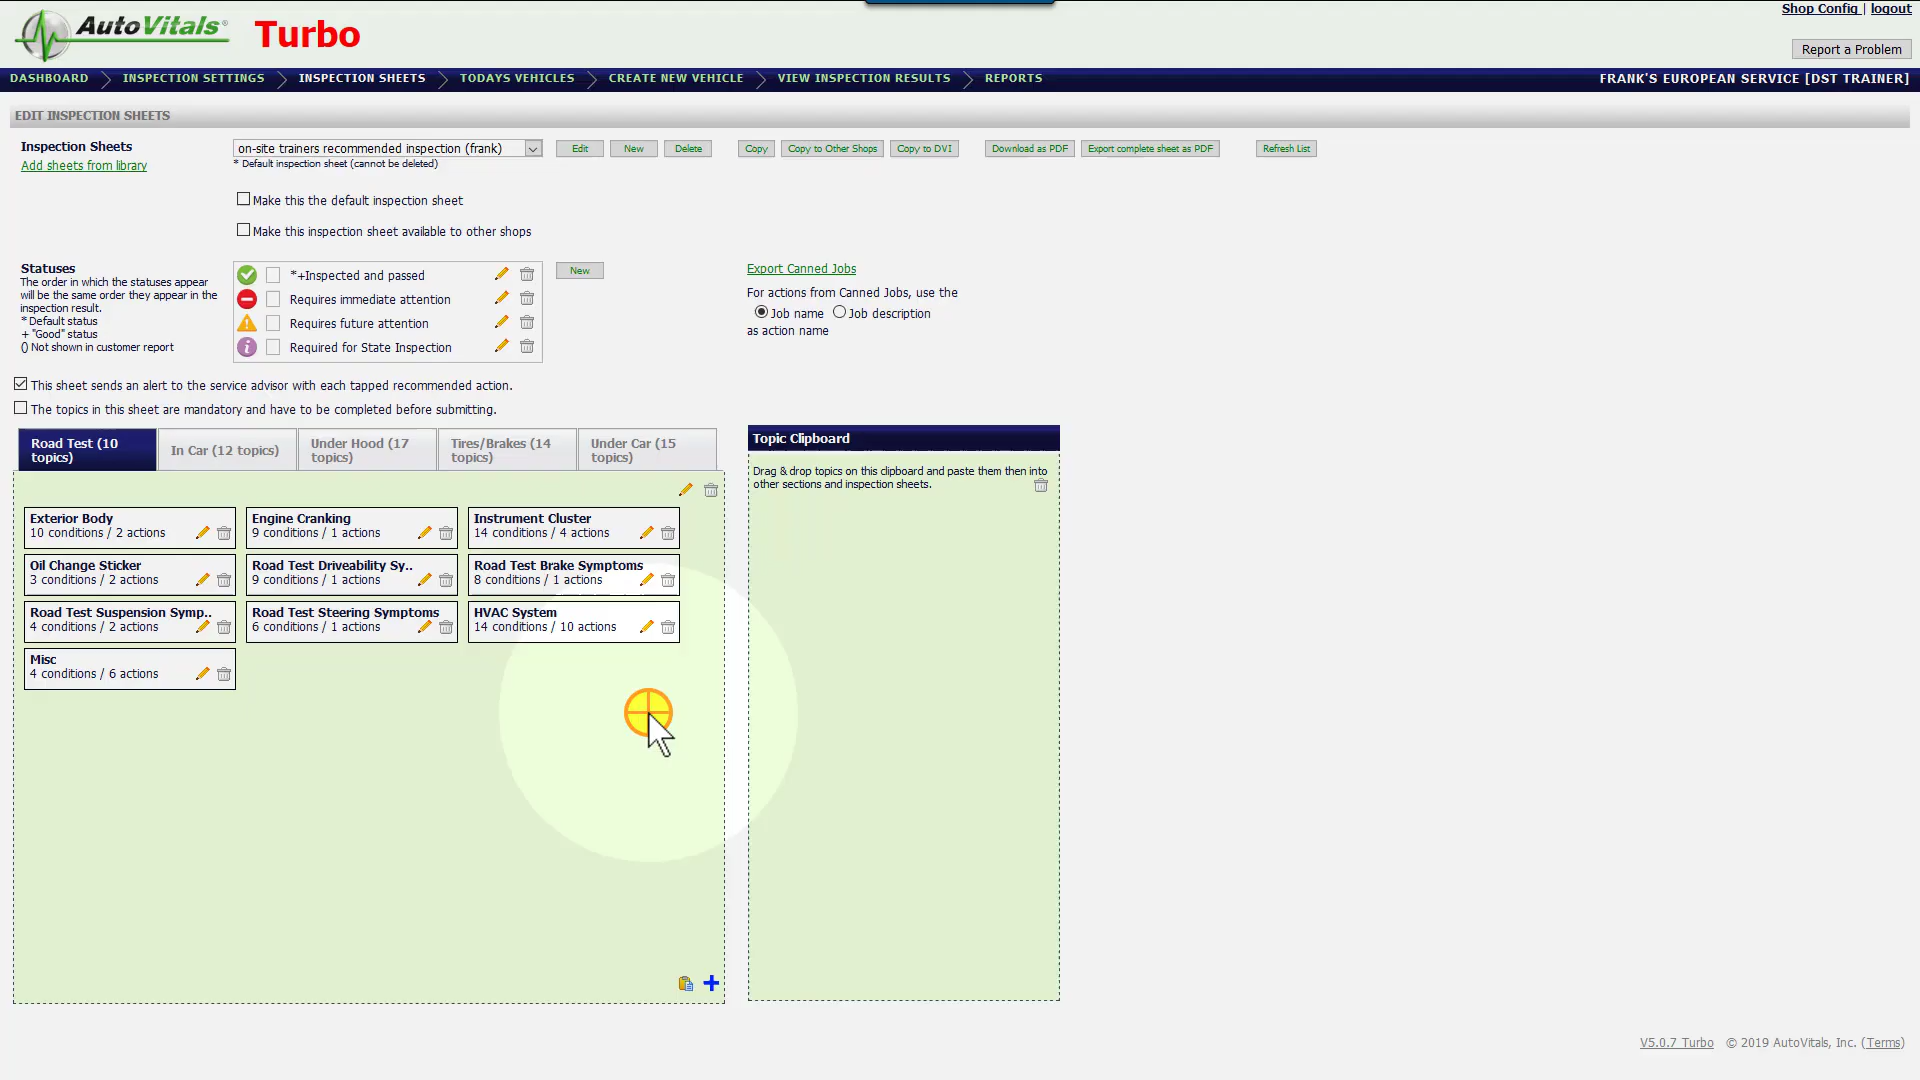 AutoVitals® Turbo
Shop Config | logout
Report a Problem
DASHBOARD INSPECTION SETTINGS INSPECTION SHEETS TODAYS VEHICLES CREATE NEW VEHICLE VIEW INSPECTION RESULTS REPORTS FRANK'S EUROPEAN SERVICE [DST TRAINER]
EDIT INSPECTION SHEETS
Inspection Sheets
Add sheets from library
on-site trainers recommended inspection (frank)
* Default inspection sheet (cannot be deleted)
Edit New Delete Copy Copy to Other Shops Copy to DVI Download as PDF Export complete sheet as PDF Refresh List
Make this the default inspection sheet
Make this inspection sheet available to other shops
Statuses
The order in which the statuses appear
will be the same order they appear in the
inspection result.
* Default status
+ "Good" status
() Not shown in customer report
*+Inspected and passed
Requires immediate attention
Requires future attention
Required for State Inspection
New
Export Canned Jobs
For actions from Canned Jobs, use the
Job name Job description
as action name
This sheet sends an alert to the service advisor with each tapped recommended action.
The topics in this sheet are mandatory and have to be completed before submitting.
Road Test (10
topics)
In Car (12 topics)
Under Hood (17
topics)
Tires/Brakes (14
topics)
Under Car (15
topics)
Exterior Body
10 conditions / 2 actions
Engine Cranking
9 conditions / 1 actions
Instrument Cluster
14 conditions / 4 actions
Oil Change Sticker
3 conditions / 2 actions
Road Test Driveability Sy..
9 conditions / 1 actions
Road Test Brake Symptoms
8 conditions / 1 actions
Road Test Suspension Symp..
4 conditions / 2 actions
Road Test Steering Symptoms
6 conditions / 1 actions
HVAC System
14 conditions / 10 actions
Misc
4 conditions / 6 actions
Topic Clipboard
Drag & drop topics on this clipboard and paste them then into
other sections and inspection sheets.
V5.0.7 Turbo © 2019 AutoVitals, Inc. (Terms)